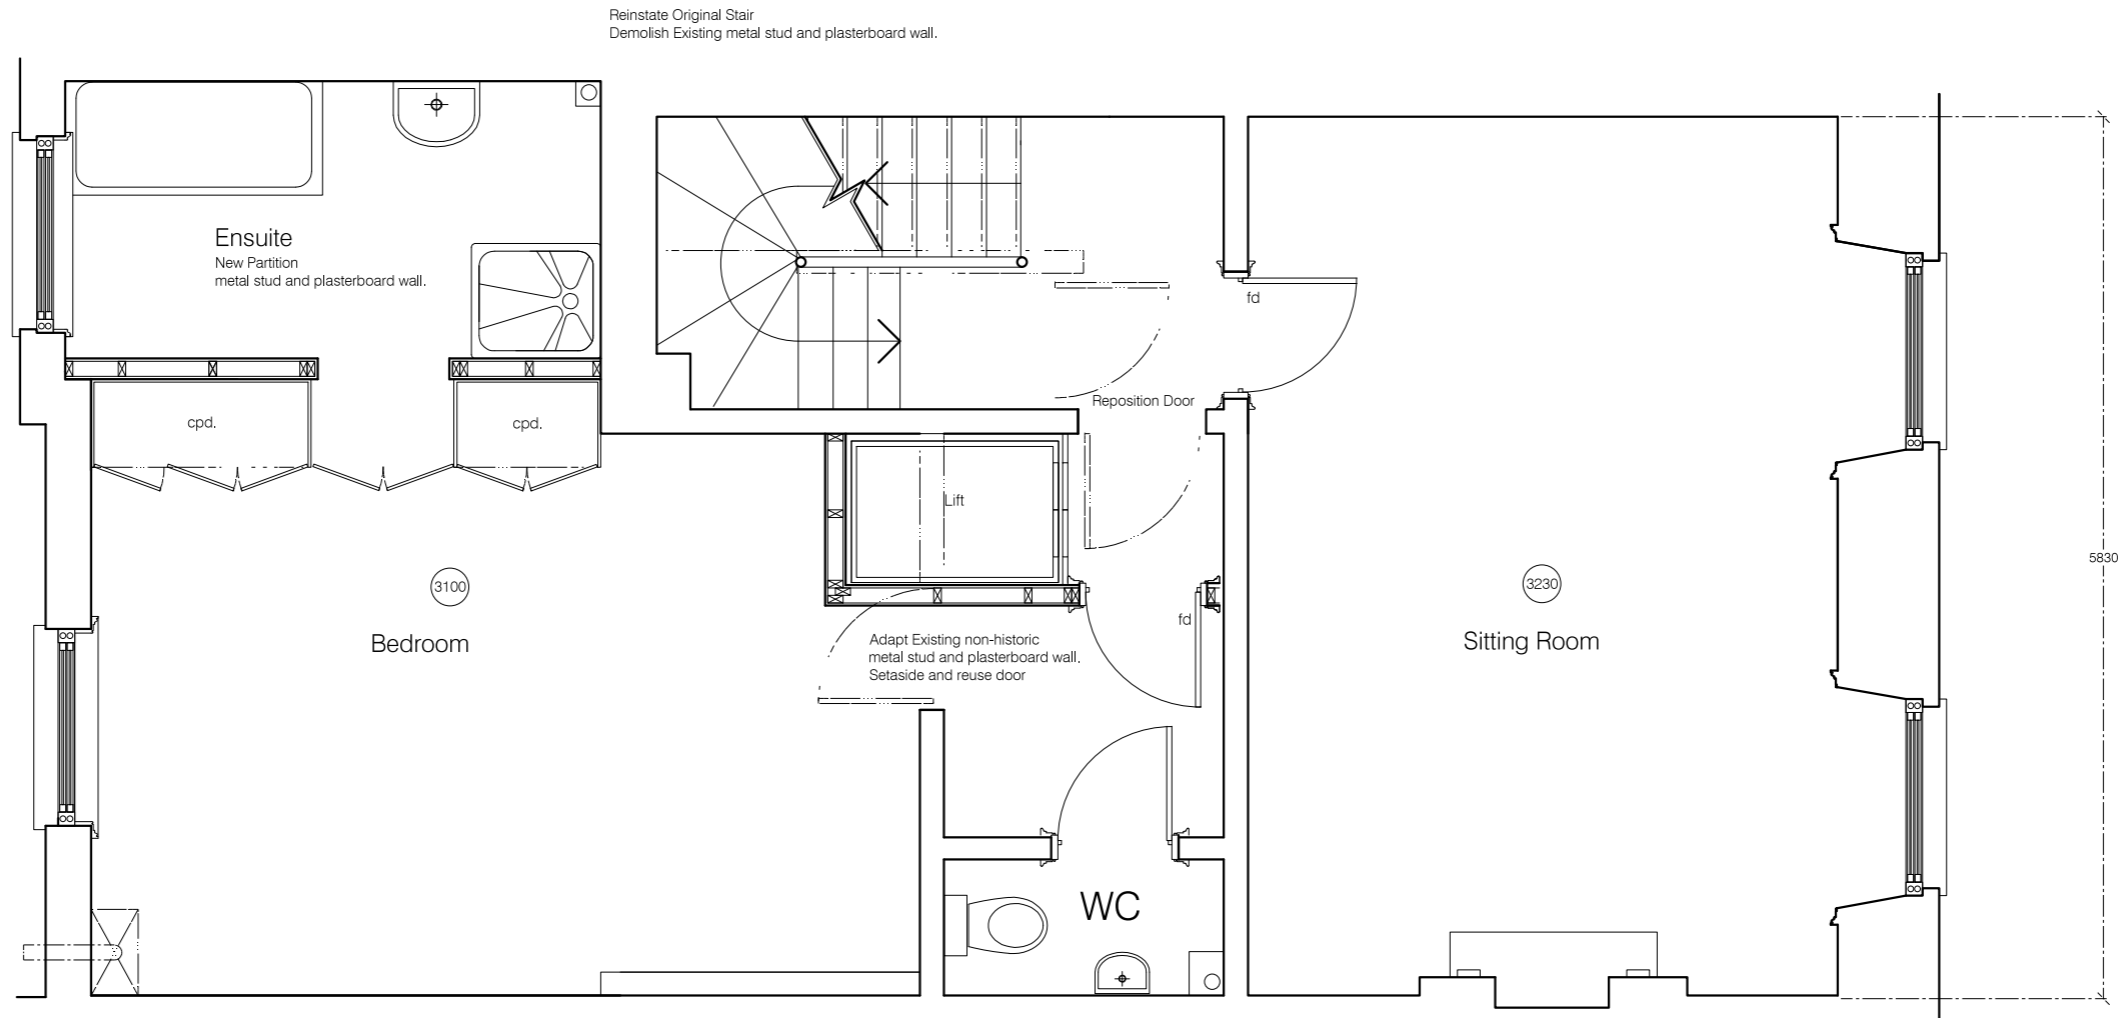 Reinstate Original Stair
Demolish Existing metal stud and plasterboard wall.
Ensuite
New Partition
metal stud and plasterboard wall.
fd
Reposition Door
cpd.
cpd.
Lift
5830
3100
3230
Bedroom
Adapt Existing non-historic
metal stud and plasterboard wall.
Setaside and reuse door
fd
Sitting Room
WC